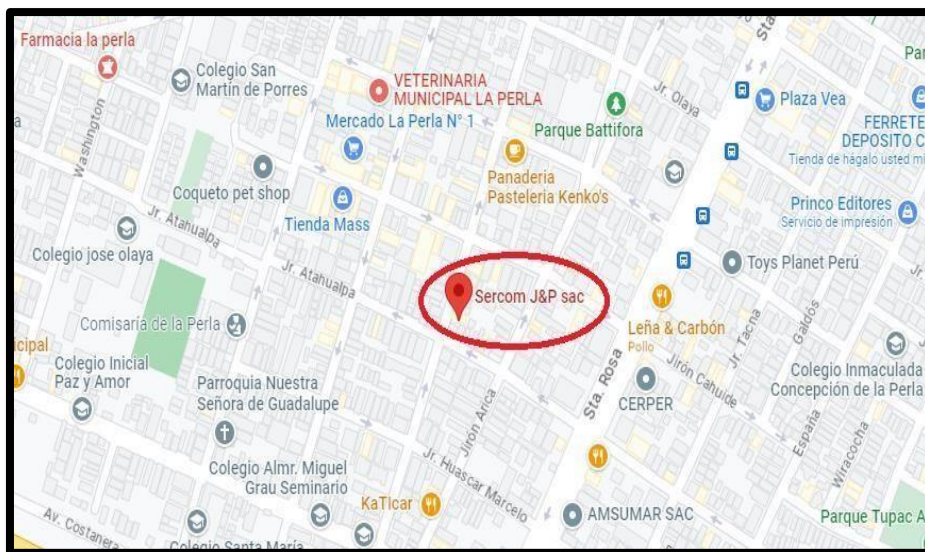 Farmacia la perla
Colegio San
Martín de Porres
VETERINARIA
MUNICIPAL LA PERLA
Mercado La Perla N° 1
Jr. Olaya
Sta
Plaza Vea
Par
FERRETE
DEPOSITO C
Tienda de hágalo usted mi
Parque Battifora
Washington
Coqueto pet shop
Panaderia
Pasteleria Kenko's
Tienda Mass
Princo Editores
Servicio de impresión
Jr. Atahualpa
Colegio jose olaya
Jr. Atahualpa
Toys Planet Perú
Jr
Sercom J&P sac
Comisaría de la Perla
Leña & Carbón
Pollo
Jr. Tacna
Galdós
icipal
Colegio Inicial
Paz y Amor
Parroquia Nuestra
Señora de Guadalupe
Sta. Rosa
CERPER
Jirón Cahuide
Colegio Inmaculada
Concepción de la Perla
Jirón Arica
España
Wiracocha
Colegio Almr. Miguel
Grau Seminario
Jr. Huascar Marcelo
KaTIcar
AMSUMAR SAC
Parque Tupac A
Av. Costanera
Colegio Santa María